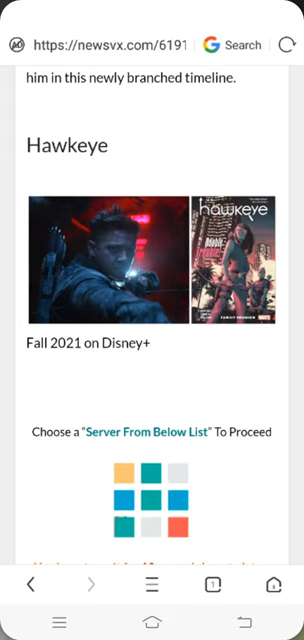 https://newsvx.com/6191
Search
him in this newly branched timeline.
Hawkeye
hawkeye
Fall 2021 on Disney+
Choose a “Server From Below List” To Proceed
1